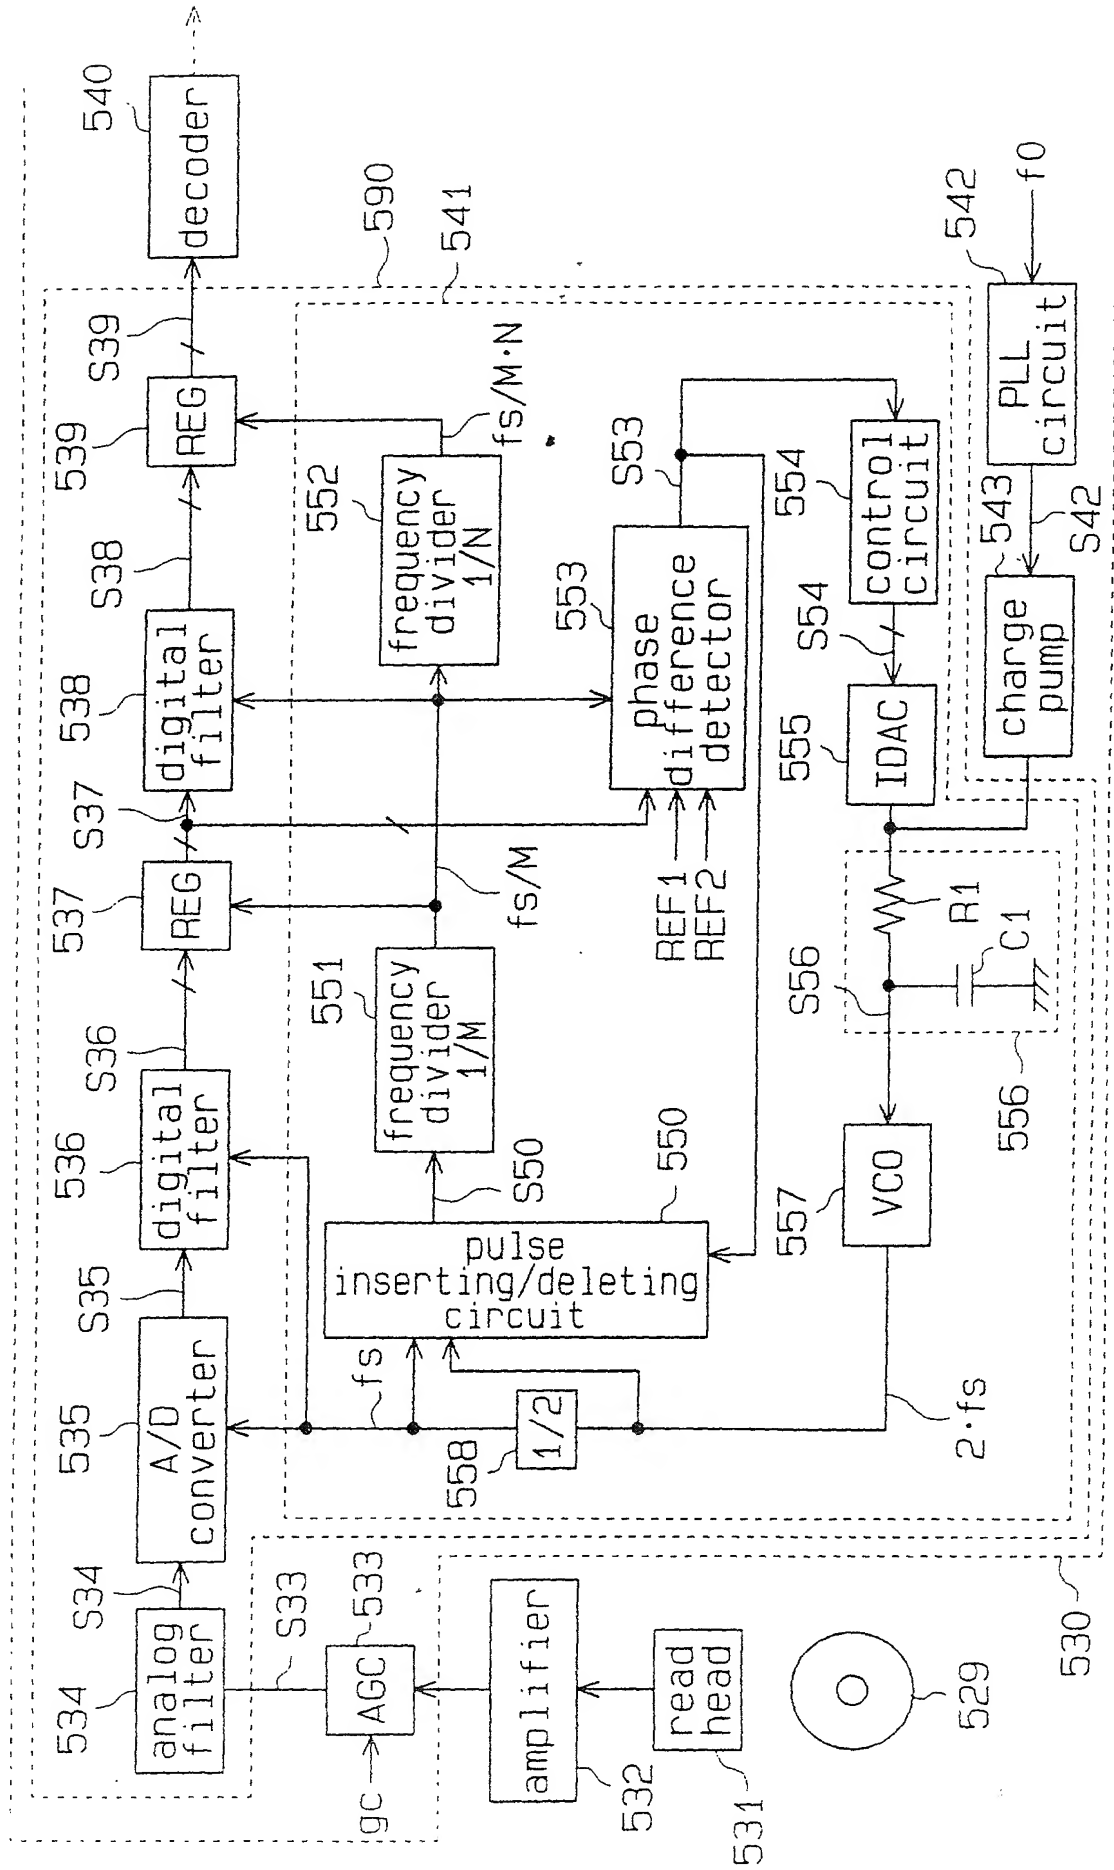 540
decoder
590
541
S39
539
REG
fs/M·N
552
frequency
divider
1/N
S38
538
digital
filter
S37
537
REG
fs/M
S53
553
phase
difference
detector
REF1
REF2
554
control
circuit
S54
555
IDAC
542
f0
PLL
circuit
S42
543
charge
pump
R1
C1
S56
556
S36
536
digital
filter
551
frequency
divider
1/M
S50
550
pulse
inserting/deleting
circuit
557
VCO
S35
535
A/D
converter
fs
558
1/2
2·fs
S34
534
analog
filter
S33
533
AGC
gc
amplifier
532
read
head
531
529
530